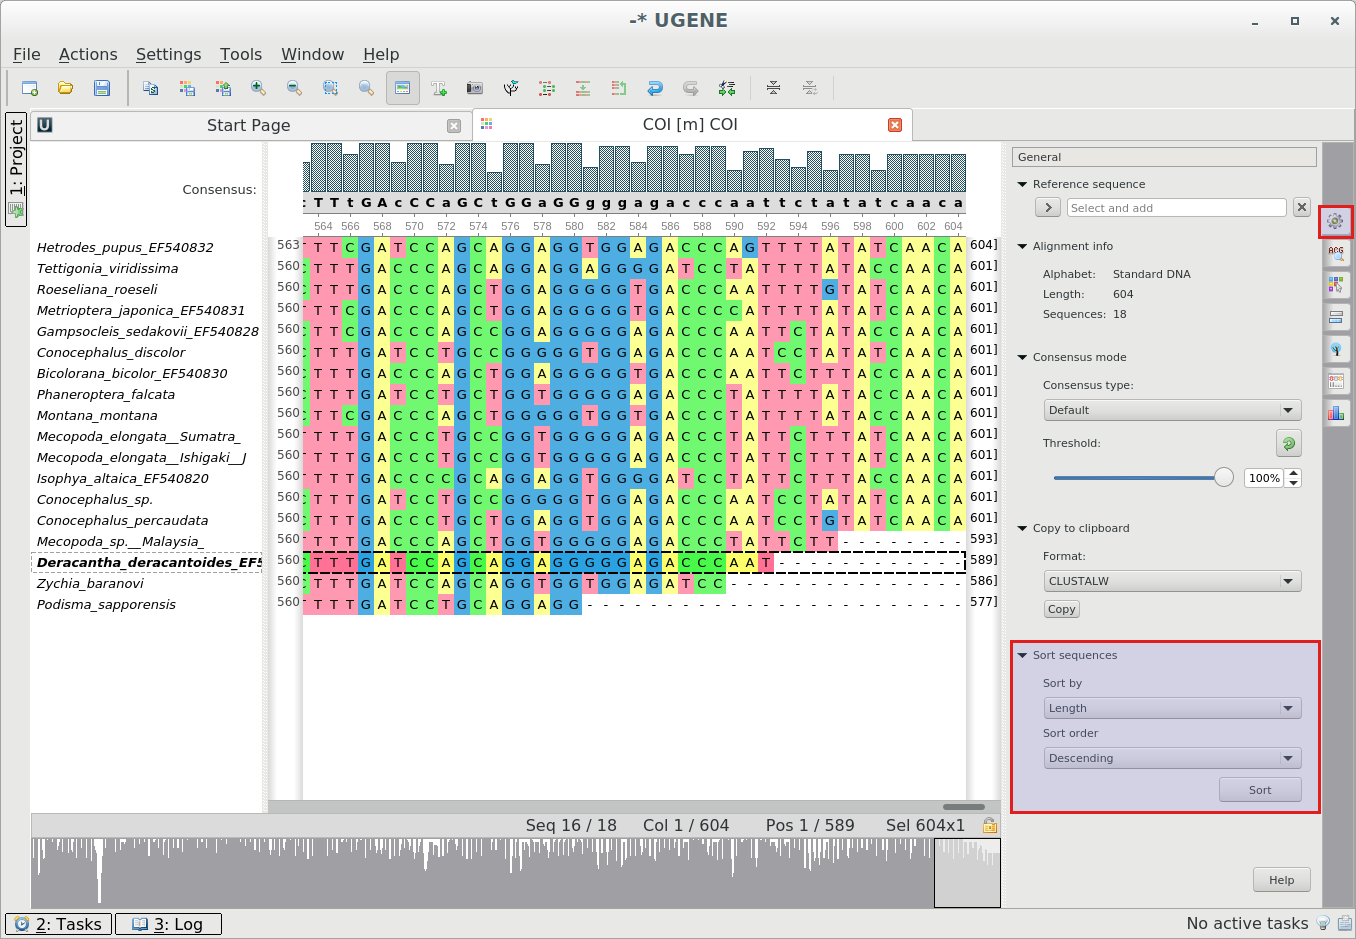 -* UGENE
File Actions Settings Tools Window Help
1: Project
Start Page
COI [m] COI
Consensus:
T T t G A c C C a G C t G G a G G g g g a g a c c c a a t t c t a t a t c a a c a
564 566 568 570 572 574 576 578 580 582 584 586 588 590 592 594 596 598 600 602 604
Hetrodes_pupus_EF540832 563 T T C G A T C C A G C A G G A G G T G G A G A C C C A G T T T T A T A T C A A C A 604]
Tettigonia_viridissima 560 T T T G A C C C A G C A G G A G G A G G G G A T C C T A T T T T A T A C C A A C A 601]
Roeseliana_roeseli 560 T T T G A C C C A G C T G G A G G G G G T G A C C C A A T T T T G T A T C A A C A 601]
Metrioptera_japonica_EF540831 560 T T C G A C C C A G C T G G A G G G G G T G A C C C C A T T T T A T A T C A A C A 601]
Gampsocleis_sedakovii_EF540828 560 T T C G A C C C A G C C G G A G G G G G A G A C C C A A T T C T A T A C C A A C A 601]
Conocephalus_discolor 560 T T T G A T C C T G C C G G G G G T G G A G A C C C A A T C C T A T A T C A A C A 601]
Bicolorana_bicolor_EF540830 560 T T T G A C C C A G C T G G A G G G G G T G A C C C A A T T C T T T A T C A A C A 601]
Phaneroptera_falcata 560 T T T G A T C C T G C T G G T G G G G G A G A C C C T A T T T T A T A C C A A C A 601]
Montana_montana 560 T T C G A C C C A G C T G G G G G T G G T G A C C C T A T T T T A T A C C A A C A 601]
Mecopoda_elongata__Sumatra_ 560 T T T G A C C C T G C C G G T G G G G G A G A C C C T A T T C T T T A T C A A C A 601]
Mecopoda_elongata__Ishigaki__J 560 T T T G A C C C T G C C G G T G G G G G A G A C C C T A T T C T T T A T C A A C A 601]
Isophya_altaica_EF540820 560 T T T G A C C C C G C A G G A G G T G G G G A T C C T A T T C T T T A C C A A C A 601]
Conocephalus_sp. 560 T T T G A T C C T G C C G G G G G T G G A G A C C C A A T C C T A T A T C A A C A 601]
Conocephalus_percaudata 560 T T T G A C C C T G C T G G A G G T G G A G A C C C A A T C C T G T A T C A A C A 601]
Mecopoda_sp.__Malaysia_ 560 T T T G A C C C A G C A G G A G G T G G A G A C C C T A T T C T T - - - - - - - - 593]
Deracantha_deracantoides_EF5 560 T T T G A T C C A G C A G G A G G G G G A G A C C C A A T - - - - - - - - - - - - 589]
Zychia_baranovi 560 T T T G A T C C A G C A G G T G G T G G A G A T C C - - - - - - - - - - - - - - - 586]
Podisma_sapporensis 560 T T T G A T C C T G C A G G A G G - - - - - - - - - - - - - - - - - - - - - - - - 577]
Seq 16 / 18 Col 1 / 604 Pos 1 / 589 Sel 604x1
General
Reference sequence
Select and add
Alignment info
Alphabet: Standard DNA
Length: 604
Sequences: 18
Consensus mode
Consensus type:
Default
Threshold:
100%
Copy to clipboard
Format:
CLUSTALW
Copy
Sort sequences
Sort by
Length
Sort order
Descending
Sort
Help
2: Tasks
3: Log
No active tasks